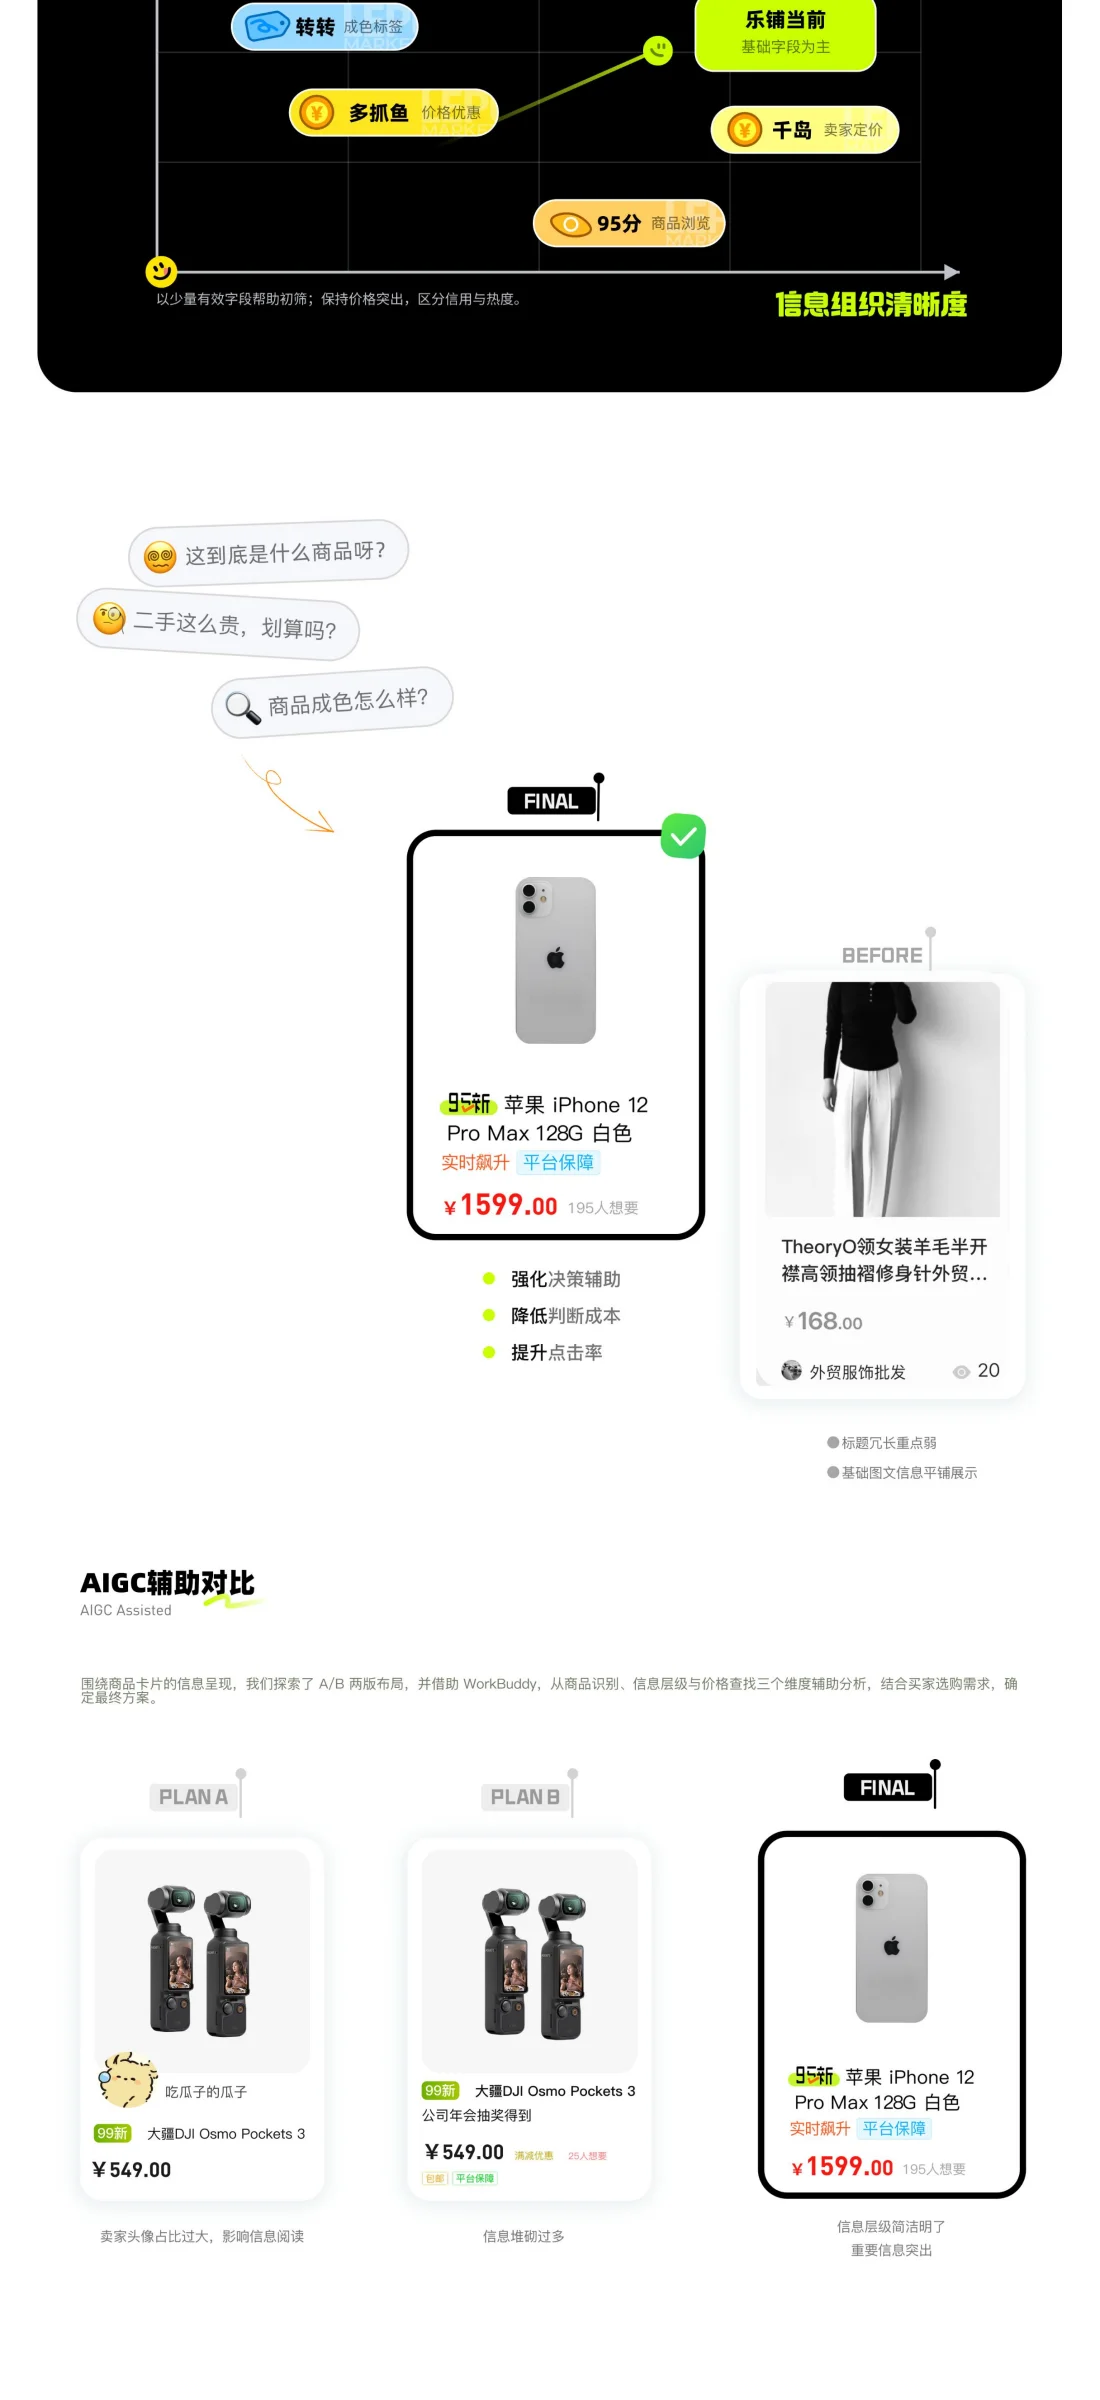 转转 成色标签
乐铺当前
基础字段为主
多抓鱼 价格优惠
千岛 卖家定价
95分 商品浏览
以少量有效字段帮助初筛；保持价格突出，区分信用与热度。
信息组织清晰度
这到底是什么商品呀？
二手这么贵，划算吗？
商品成色怎么样？
FINAL
95新 苹果 iPhone 12
Pro Max 128G 白色
实时飙升 平台保障
¥1599.00 195人想要
强化决策辅助
降低判断成本
提升点击率
BEFORE
TheoryO领女装羊毛半开
襟高领抽褶修身针外贸...
¥168.00
外贸服饰批发 20
标题冗长重点弱
基础图文信息平铺展示
AIGC辅助对比
AIGC Assisted
围绕商品卡片的信息呈现，我们探索了 A/B 两版布局，并借助 WorkBuddy，从商品识别、信息层级与价格查找三个维度辅助分析，结合买家选购需求，确
定最终方案。
PLAN A
吃瓜子的瓜子
99新 大疆DJI Osmo Pockets 3
¥549.00
卖家头像占比过大，影响信息阅读
PLAN B
99新 大疆DJI Osmo Pockets 3
公司年会抽奖得到
¥549.00 满减优惠 25人想要
包邮 平台保障
信息堆砌过多
FINAL
95新 苹果 iPhone 12
Pro Max 128G 白色
实时飙升 平台保障
¥1599.00 195人想要
信息层级简洁明了
重要信息突出